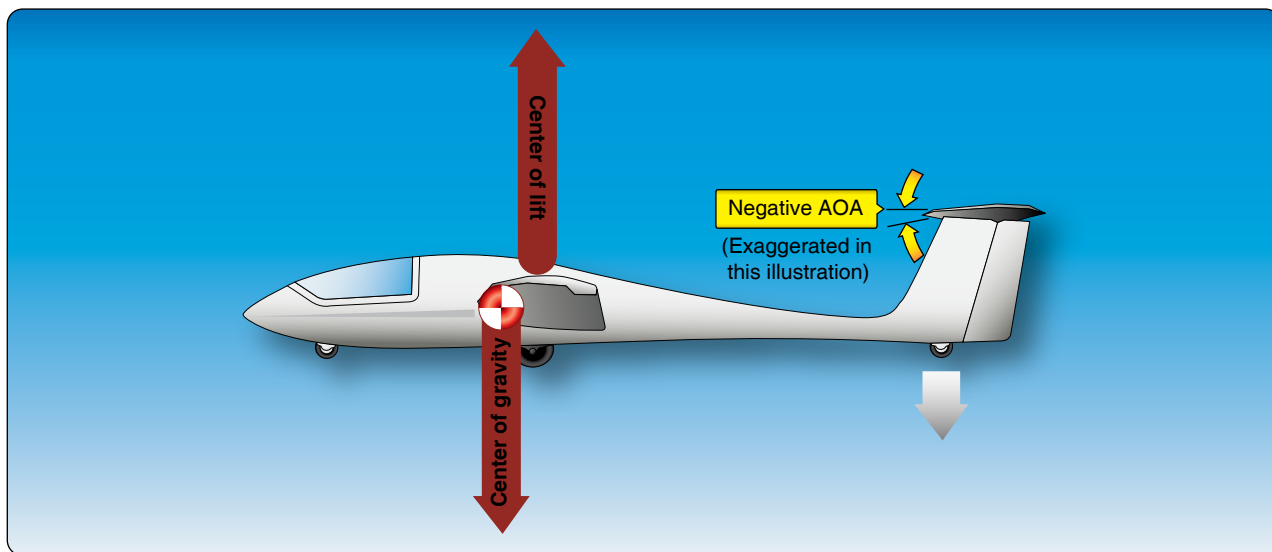 Center of lift
Negative AOA
(Exaggerated in
this illustration)
Center of gravity